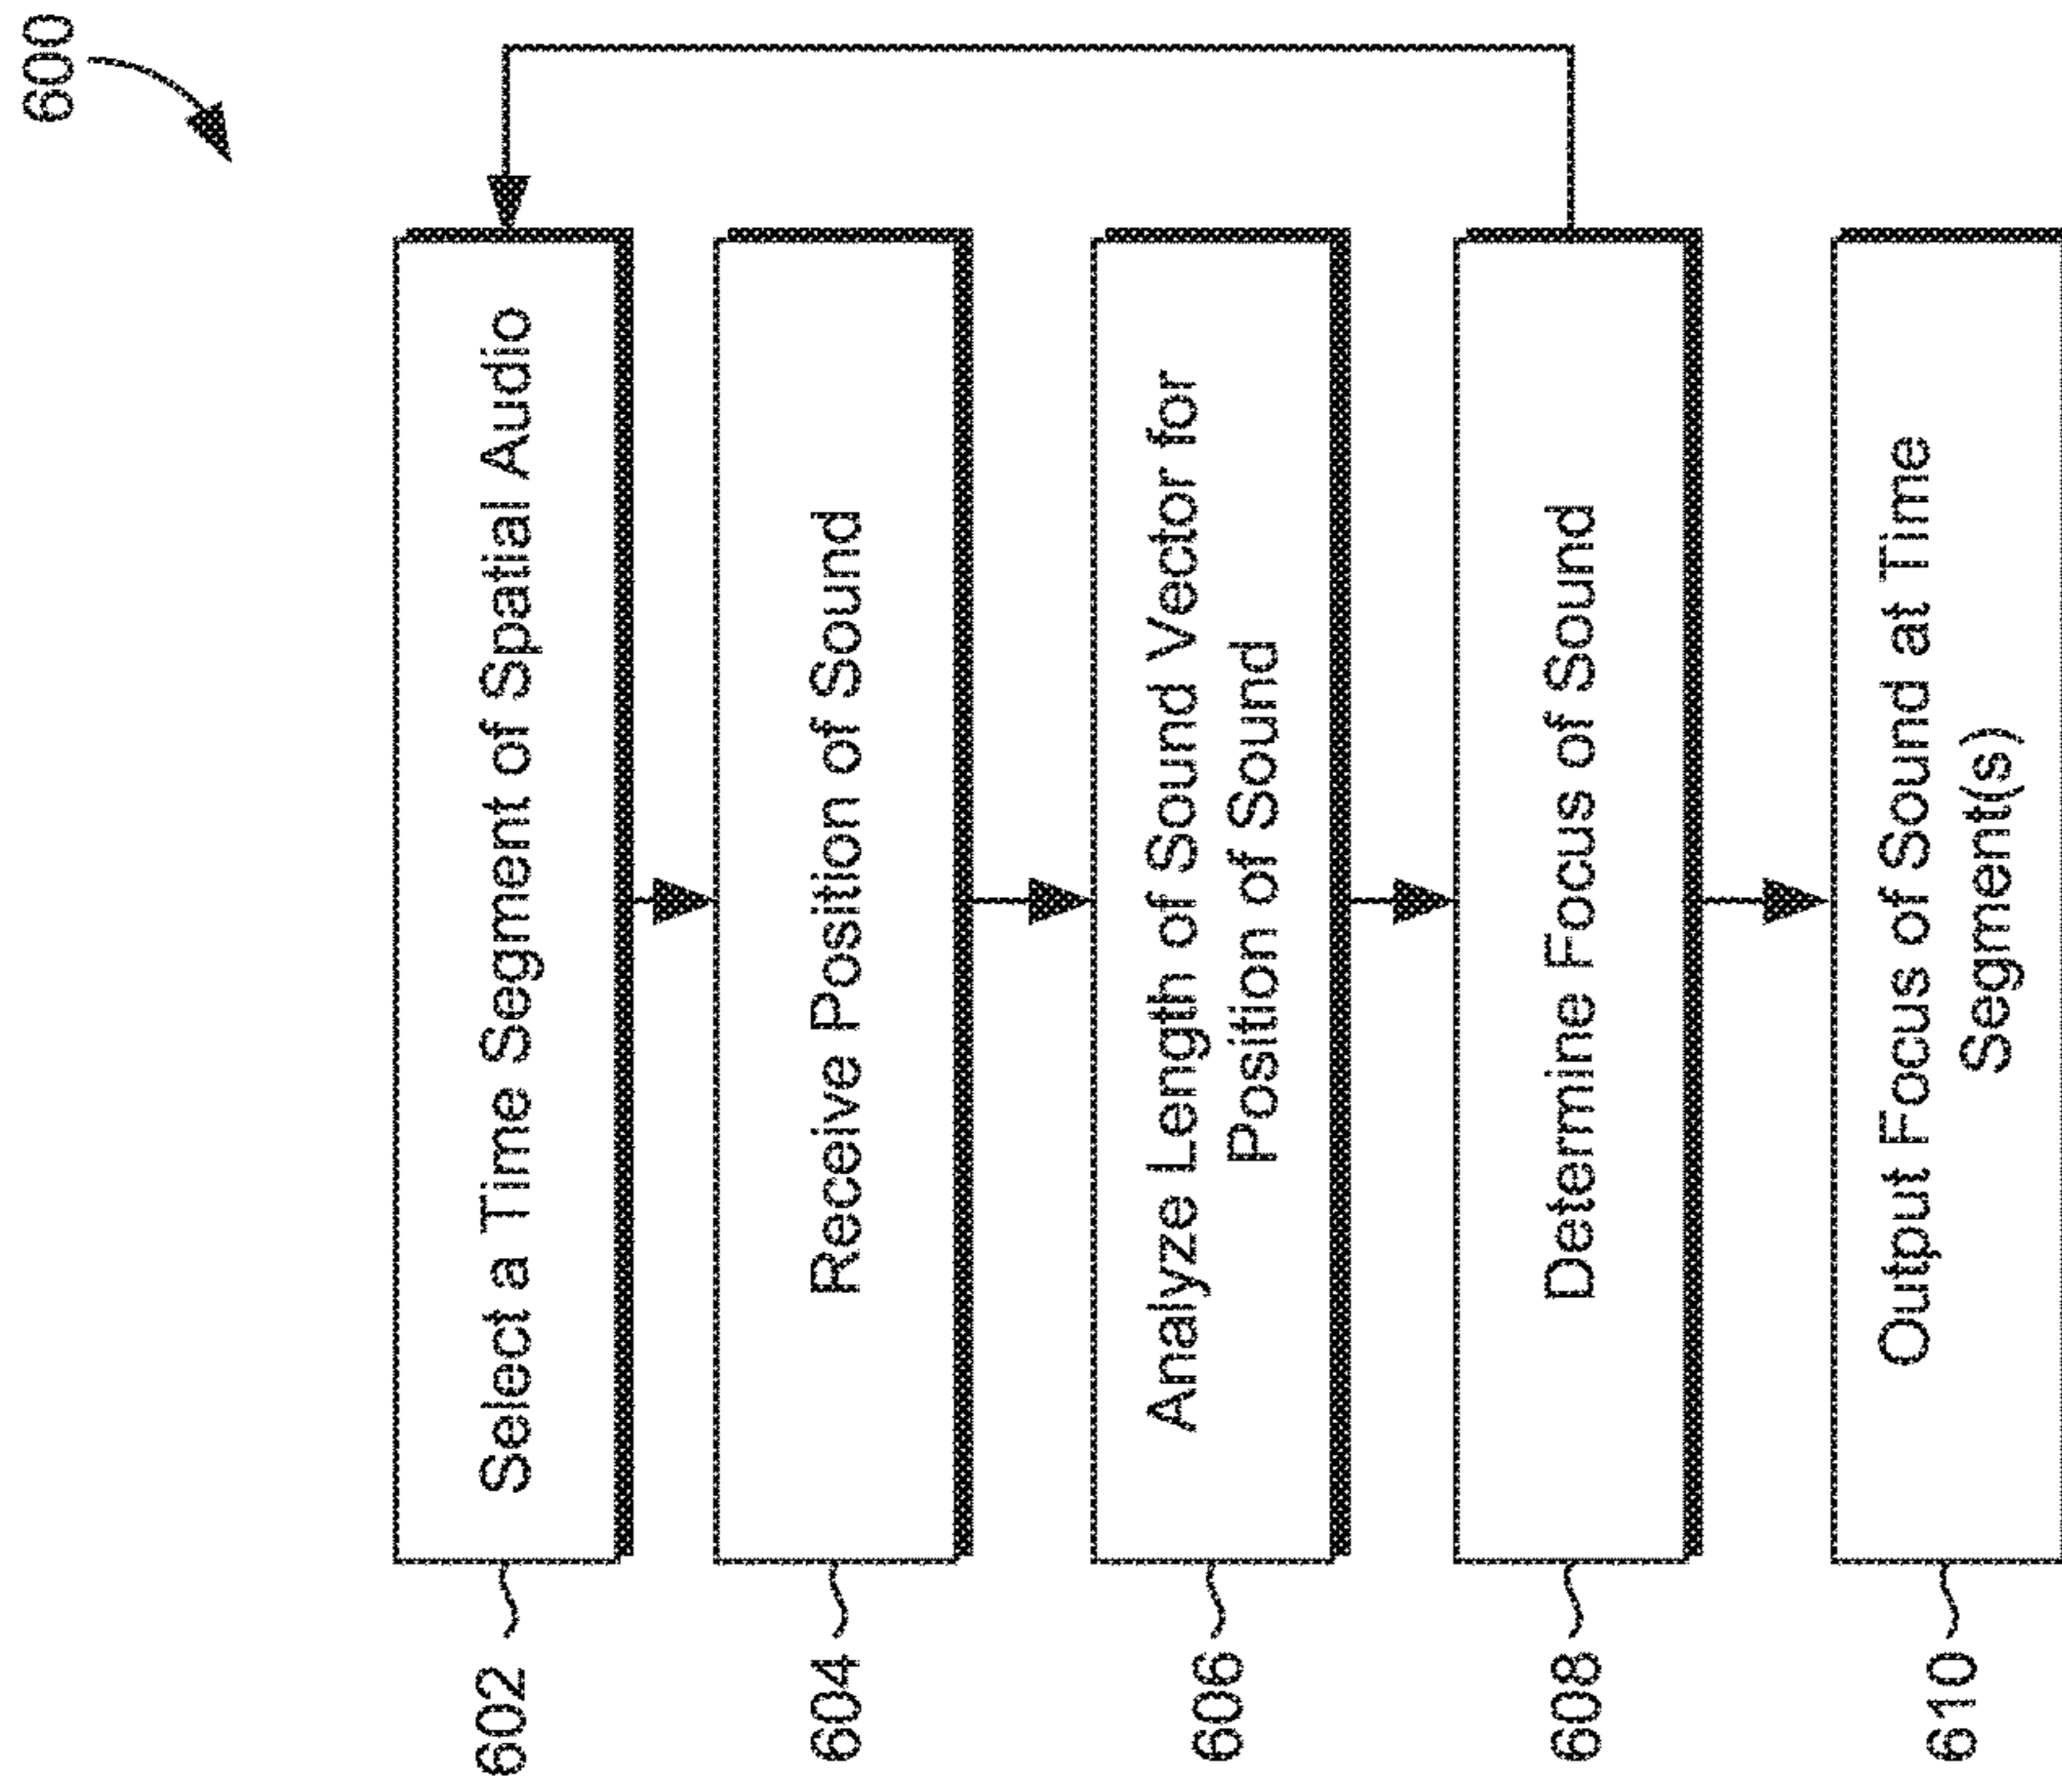 600
602
Select a Time Segment of Spatial Audio
604
Receive Position of Sound
606
Analyze Length of Sound Vector for
Position of Sound
608
Determine Focus of Sound
610
Output Focus of Sound at Time
Segment(s)